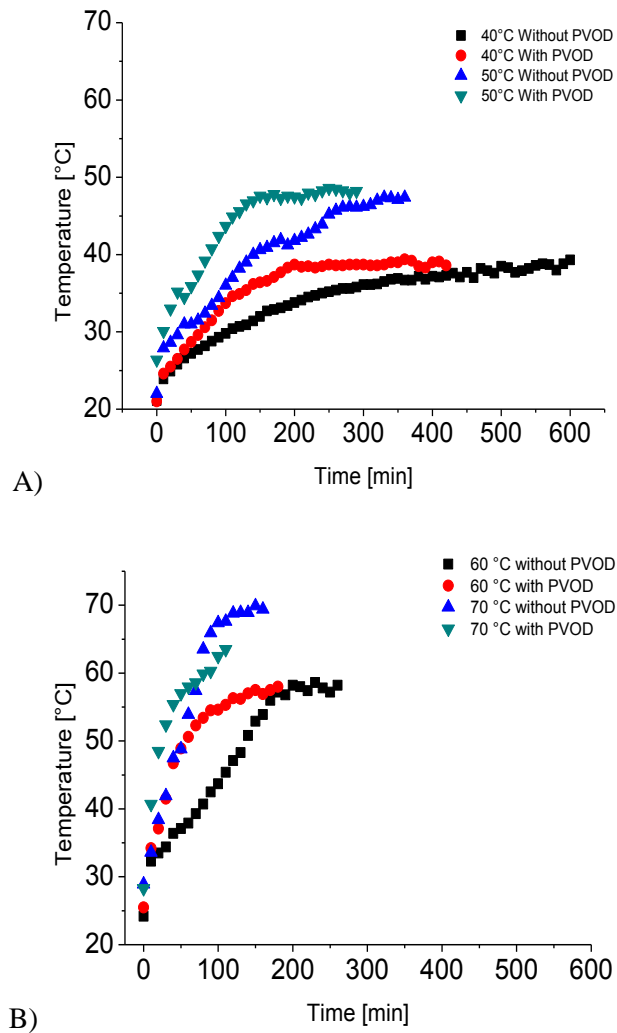 70
60
50
40
30
20
Temperature [°C]
40°C Without PVOD
40°C With PVOD
50°C Without PVOD
50°C With PVOD
0 100 200 300 400 500 600
Time [min]
A)
70
60
50
40
30
20
Temperature [°C]
60 °C without PVOD
60 °C with PVOD
70 °C without PVOD
70 °C with PVOD
0 100 200 300 400 500 600
Time [min]
B)